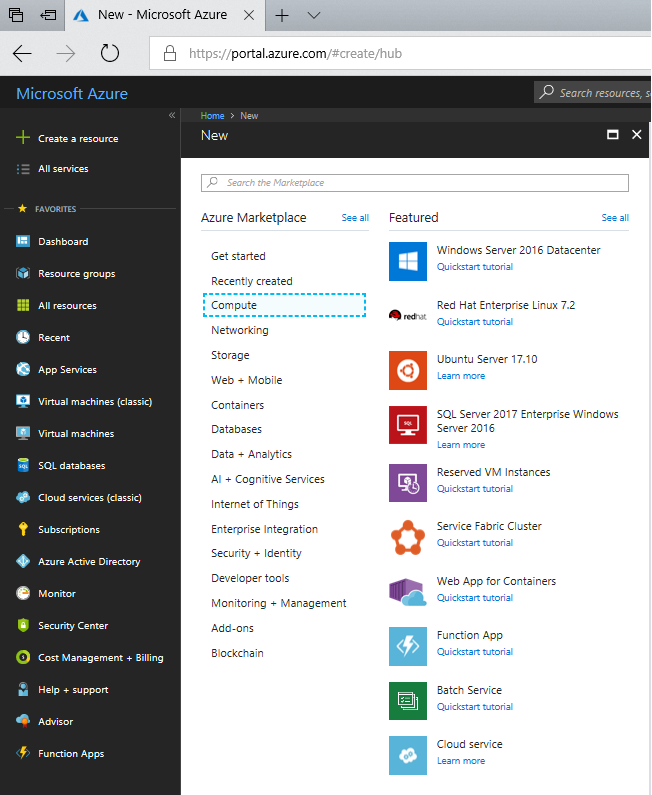 New - Microsoft Azure
https://portal.azure.com/#create/hub
Microsoft Azure
Search resources, s
Create a resource
All services
FAVORITES
Dashboard
Resource groups
All resources
Recent
App Services
Virtual machines (classic)
Virtual machines
SQL databases
Cloud services (classic)
Subscriptions
Azure Active Directory
Monitor
Security Center
Cost Management + Billing
Help + support
Advisor
Function Apps
Home > New
New
Search the Marketplace
Azure Marketplace
See all
Get started
Recently created
Compute
Networking
Storage
Web + Mobile
Containers
Databases
Data + Analytics
AI + Cognitive Services
Internet of Things
Enterprise Integration
Security + Identity
Developer tools
Monitoring + Management
Add-ons
Blockchain
Featured
See all
Windows Server 2016 Datacenter
Quickstart tutorial
redhat
Red Hat Enterprise Linux 7.2
Quickstart tutorial
Ubuntu Server 17.10
Learn more
SQL
SQL Server 2017 Enterprise Windows
Server 2016
Learn more
Reserved VM Instances
Quickstart tutorial
Service Fabric Cluster
Quickstart tutorial
Web App for Containers
Quickstart tutorial
Function App
Quickstart tutorial
Batch Service
Quickstart tutorial
Cloud service
Learn more